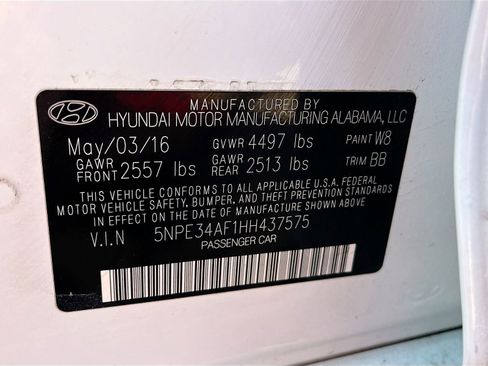 MANUFACTURED BY
HYUNDAI MOTOR MANUFACTURING ALABAMA, LLC
May/03/16 GVWR 4497 lbs PAINT W8
GAWR FRONT 2557 lbs GAWR REAR 2513 lbs TRIM BB
THIS VEHICLE CONFORMS TO ALL APPLICABLE U.S.A. FEDERAL
MOTOR VEHICLE SAFETY, BUMPER, AND THEFT PREVENTION STANDARDS
IN EFFECT ON THE DATE OF MANUFACTURE SHOWN ABOVE.
V.I.N 5NPE34AF1HH437575
PASSENGER CAR